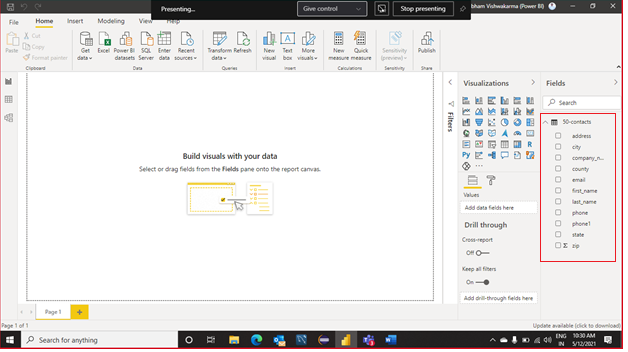 Presenting...
Give control
Stop presenting
bham Vishwakarma (Power BI)
File
Home
Insert
Modeling
View
Help
Paste
Cut
Copy
Format painter
Get data
Excel
Power BI datasets
SQL Server
Enter data
Recent sources
Transform data
Refresh
New visual
Text box
More visuals
New measure
Quick measure
Sensitivity (preview)
Publish
Clipboard
Data
Queries
Insert
Calculations
Sensitivity
Share
Build visuals with your data
Select or drag fields from the Fields pane onto the report canvas.
Filters
Visualizations
R
Py
Values
Add data fields here
Drill through
Cross-report
Off
Keep all filters
On
Add drill-through fields here
Fields
Search
50-contacts
address
city
company_n...
county
email
first_name
last_name
phone
phone1
state
Σ zip
Page 1
Page 1 of 1
Update available (click to download)
Search for anything
ENG
IN
10:30 AM
5/12/2021